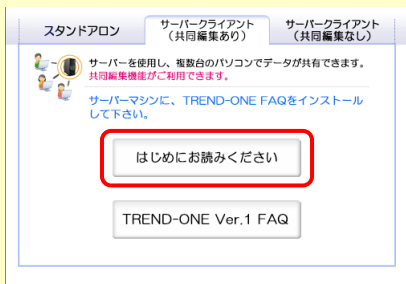 スタンドアロン
サーバークライアント
（共同編集あり）
サーバークライアント
（共同編集なし）
サーバーを使用し、複数台のパソコンでデータが共有できます。
共同編集機能がご利用できます。
サーバーマシンに、TREND-ONE FAQをインストール
して下さい。
はじめにお読みください
TREND-ONE Ver.1 FAQ